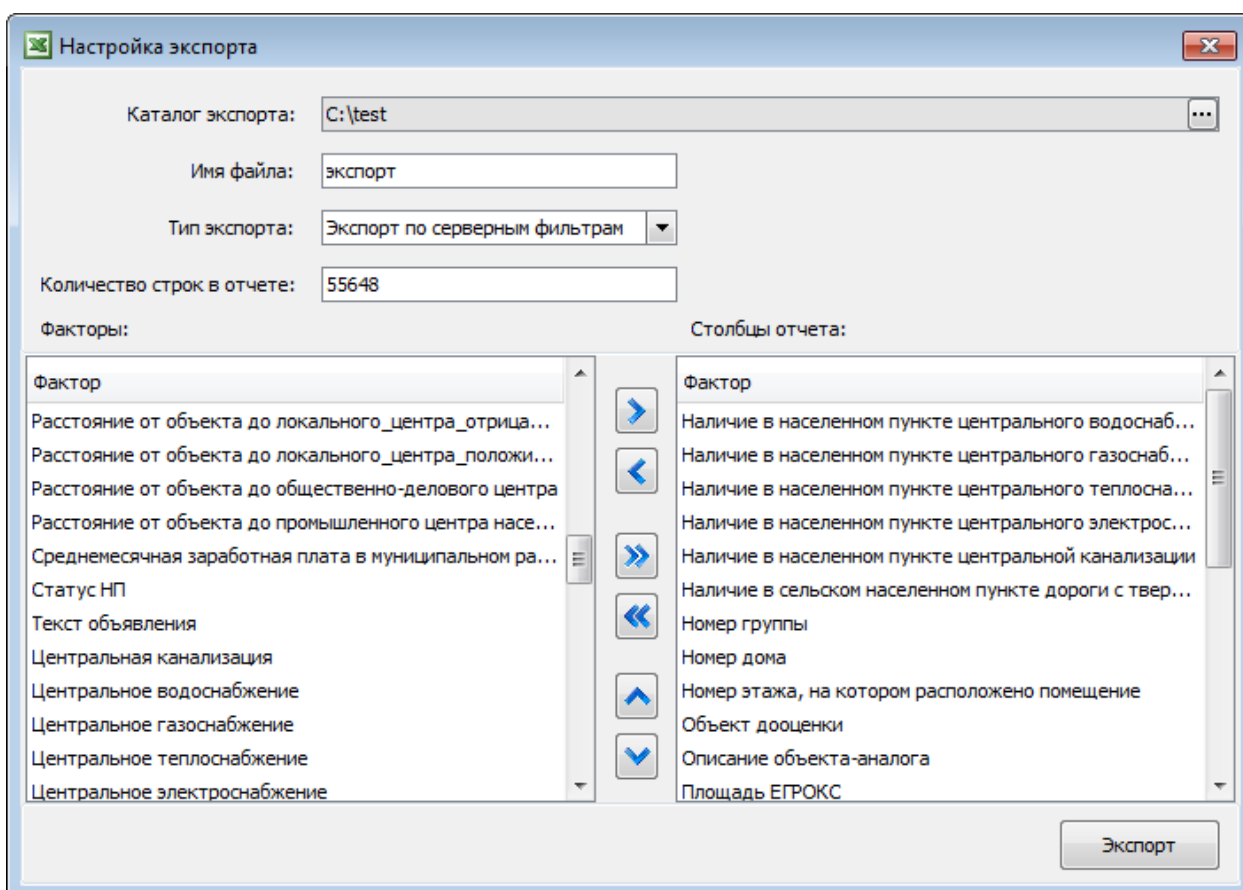 Настройка экспорта
Каталог экспорта: C:\test
Имя файла: экспорт
Тип экспорта: Экспорт по серверным фильтрам
Количество строк в отчете: 55648
Факторы: Столбцы отчета:
Фактор Фактор
Расстояние от объекта до локального_центра_отрица... Наличие в населенном пункте центрального водоснаб...
Расстояние от объекта до локального_центра_положи... Наличие в населенном пункте центрального газоснаб...
Расстояние от объекта до общественно-делового центра Наличие в населенном пункте центрального теплосна...
Расстояние от объекта до промышленного центра насе... Наличие в населенном пункте центрального электрос...
Среднемесячная заработная плата в муниципальном ра... Наличие в населенном пункте центральной канализации
Статус НП Наличие в сельском населенном пункте дороги с твер...
Текст объявления Номер группы
Центральная канализация Номер дома
Центральное водоснабжение Номер этажа, на котором расположено помещение
Центральное газоснабжение Объект дооценки
Центральное теплоснабжение Описание объекта-аналога
Центральное электроснабжение Площадь ЕГРОКС
Экспорт